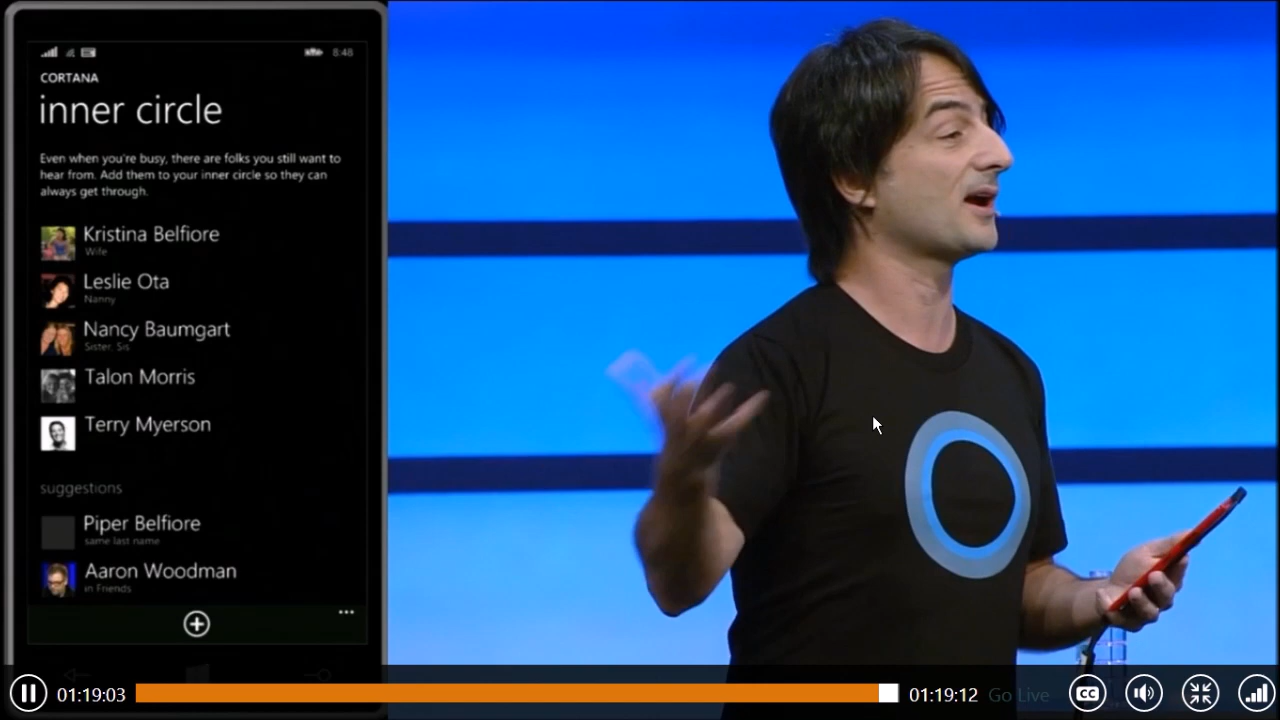 8:48
CORTANA
inner circle
Even when you're busy, there are folks you still want to
hear from. Add them to your inner circle so they can
always get through.
Kristina Belfiore
Wife
Leslie Ota
Nanny
Nancy Baumgart
Sister, Sis
Talon Morris
Terry Myerson
suggestions
Piper Belfiore
same last name
Aaron Woodman
in Friends
01:19:03
01:19:12
Go Live
CC